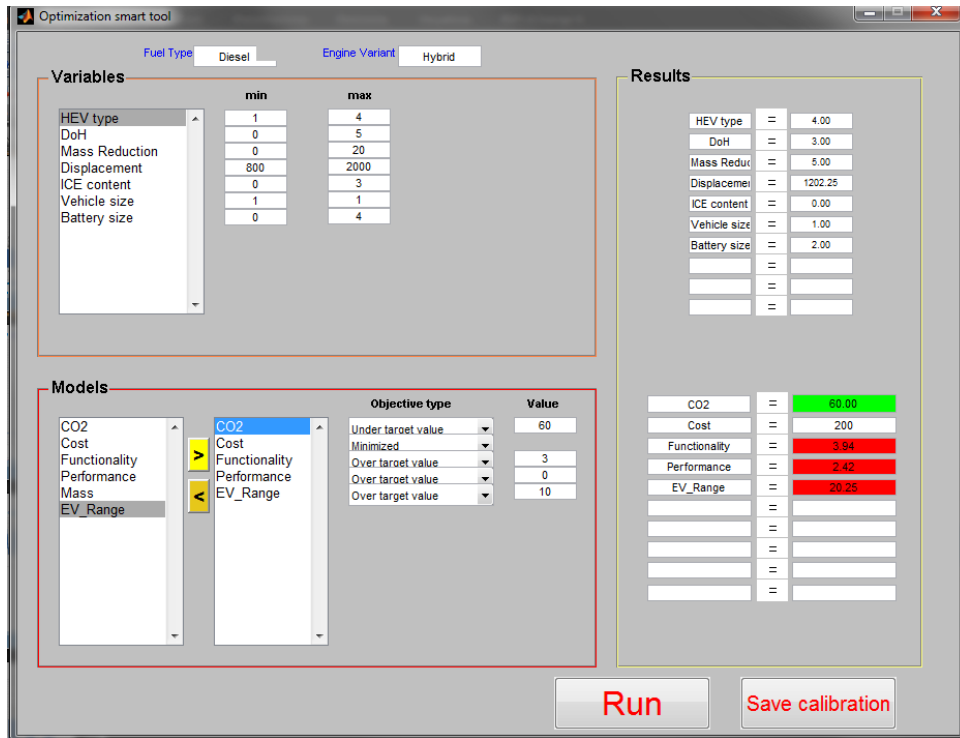 Optimization smart tool
Fuel Type Diesel Engine Variant Hybrid
Variables
min max
HEV type 1 4
DoH 0 5
Mass Reduction 0 20
Displacement 800 2000
ICE content 0 3
Vehicle size 1 1
Battery size 0 4
Results
HEV type = 4.00
DoH = 3.00
Mass Reduc = 5.00
Displacemer = 1202.25
ICE content = 0.00
Vehicle size = 1.00
Battery size = 2.00
=
=
=
Models
Objective type Value
CO2
Cost
Functionality
Performance
Mass
EV_Range
>
<
CO2 Under target value 60
Cost Minimized
Functionality Over target value 3
Performance Over target value 0
EV_Range Over target value 10
CO2 = 60.00
Cost = 200
Functionality = 3.94
Performance = 2.42
EV_Range = 20.25
=
=
=
=
=
Run
Save calibration